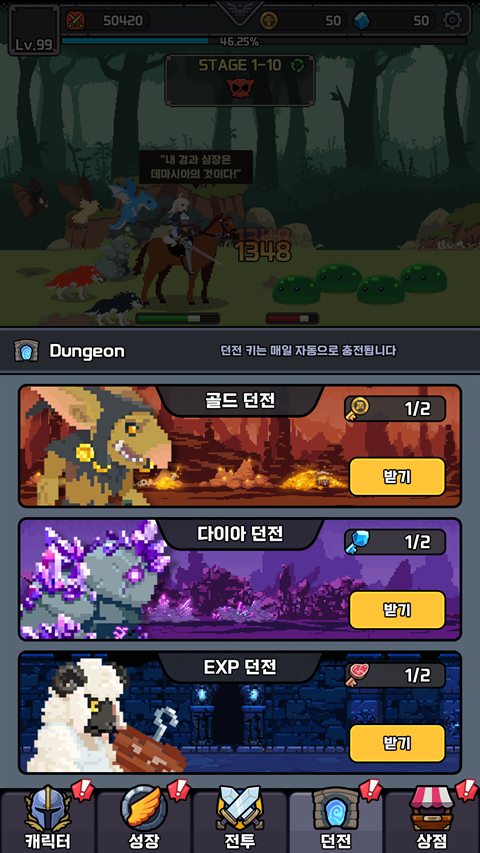 50420
50
50
Lv.99
46.25%
STAGE 1-10
"내 검과 심장은
데마시아의 것이다!"
1348
1348
Dungeon
던전 키는 매일 자동으로 충전됩니다
골드 던전
1/2
받기
다이아 던전
1/2
받기
EXP 던전
1/2
받기
캐릭터
성장
전투
던전
상점